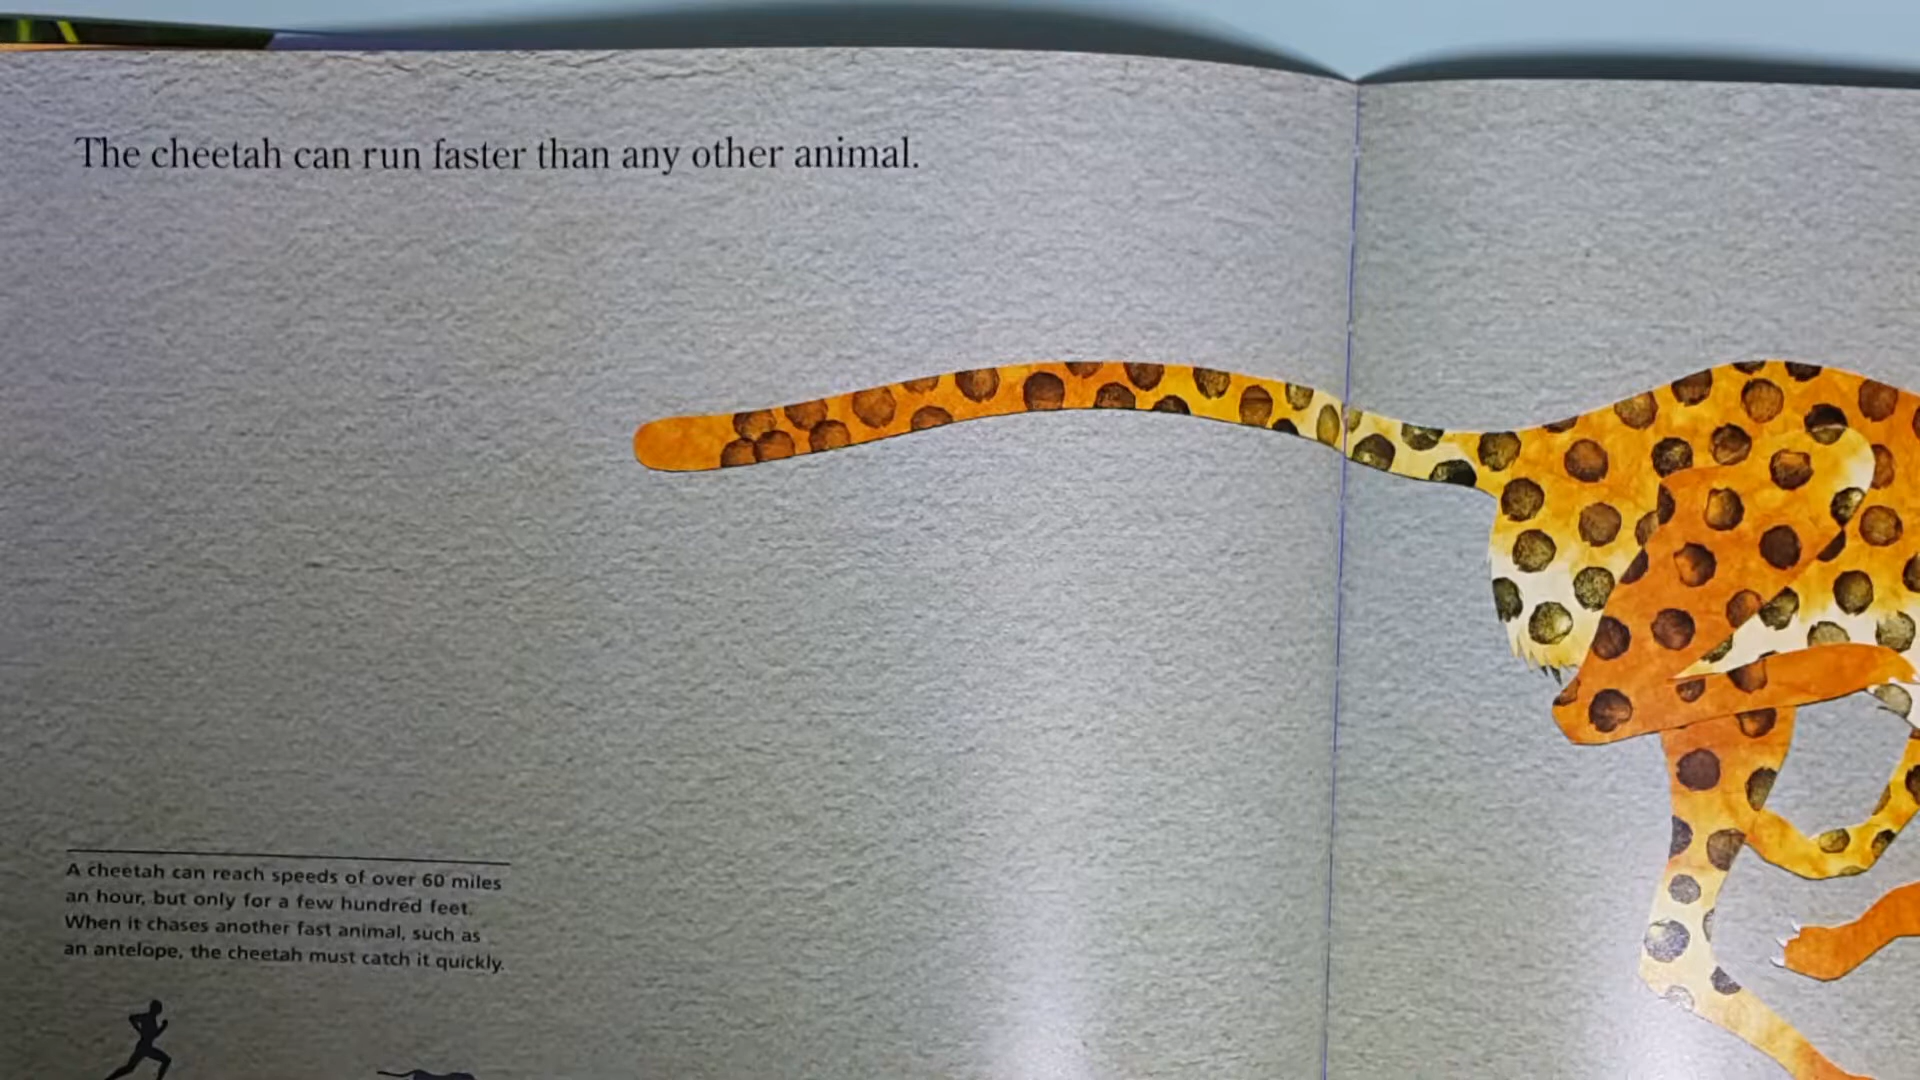 The cheetah can run faster than any other animal.
A cheetah can reach speeds of over 60 miles
an hour, but only for a few hundred feet.
When it chases another fast animal, such as
an antelope, the cheetah must catch it quickly.